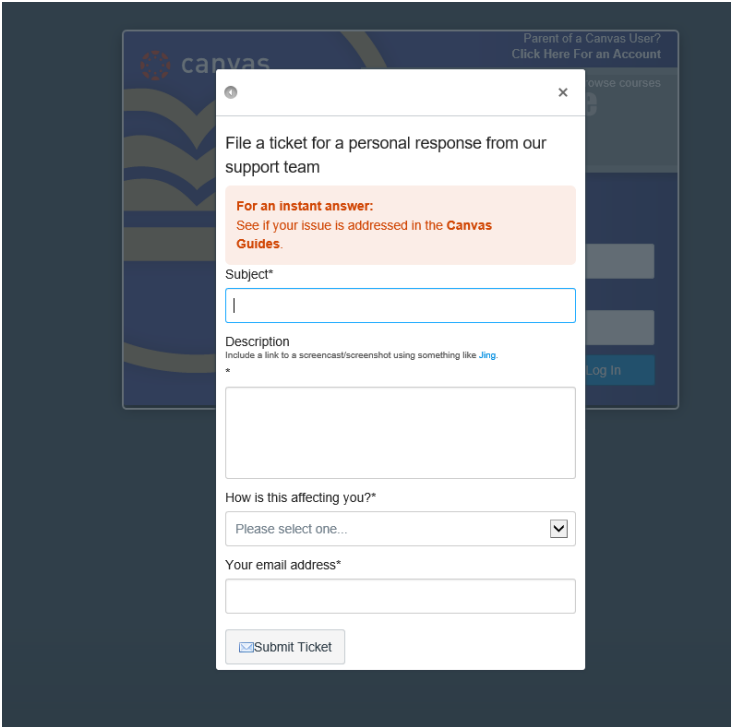 Parent of a Canvas User?
Click Here For an Account
canvas
owse courses
File a ticket for a personal response from our
support team
For an instant answer:
See if your issue is addressed in the Canvas
Guides.
Subject*
Description
Include a link to a screencast/screenshot using something like Jing.
*
How is this affecting you?*
Please select one...
Your email address*
Submit Ticket
Log In